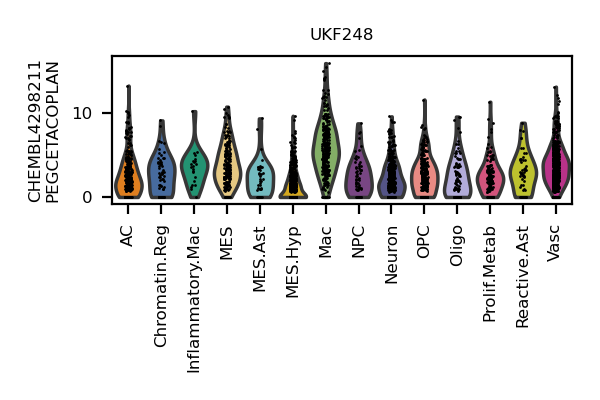 UKF248
CHEMBL4298211
PEGCETACOPLAN
10
0
AC
Chromatin.Reg
Inflammatory.Mac
MES
MES.Ast
MES.Hyp
Mac
NPC
Neuron
OPC
Oligo
Prolif.Metab
Reactive.Ast
Vasc